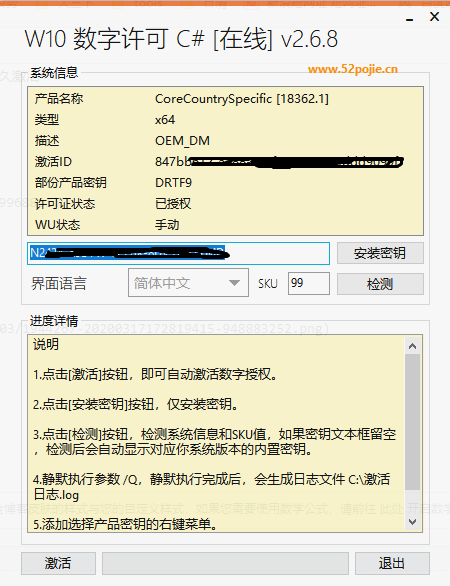 W10 数字许可 C# [在线] v2.6.8
www.52pojie.cn
系统信息
产品名称 CoreCountrySpecific [18362.1]
类型 x64
描述 OEM_DM
激活ID 847bb
部份产品密钥 DRTF9
许可证状态 已授权
WU状态 手动
安装密钥
界面语言 简体中文 SKU 99 检测
进度详情
说明
1.点击[激活]按钮，即可自动激活数字授权。
2.点击[安装密钥]按钮，仅安装密钥。
3.点击[检测]按钮，检测系统信息和SKU值，如果密钥文本框留空
，检测后会自动显示对应你系统版本的内置密钥。
4.静默执行参数 /Q，静默执行完成后，会生成日志文件 C:\激活
日志.log
5.添加选择产品密钥的右键菜单。
激活 退出